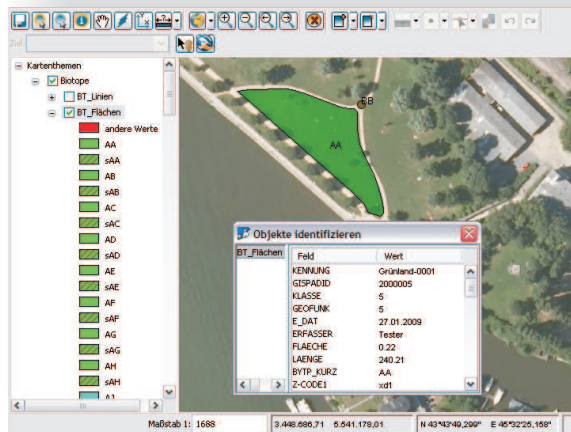 Ziel
Kartenthemen
Biotope
BT_Linien
BT_Flächen
andere Werte
AA
sAA
AB
sAB
AC
sAC
AD
sAD
AE
sAE
AF
sAF
AG
sAG
AH
sAH
BB
AA
Objekte identifizieren
BT_Flächen
Feld Wert
KENNUNG Grünland-0001
GISPADID 2000005
KLASSE 5
GEOFUNK 5
E_DAT 27.01.2009
ERFASSER Tester
FLAECHE 0.22
LAENGE 240.21
BYTP_KURZ AA
Z-CODE1 xd1
Maßstab 1: 1688 3.448.686,71 5.541.178,01 N 43°43'49,299" E 45°32'25,158"